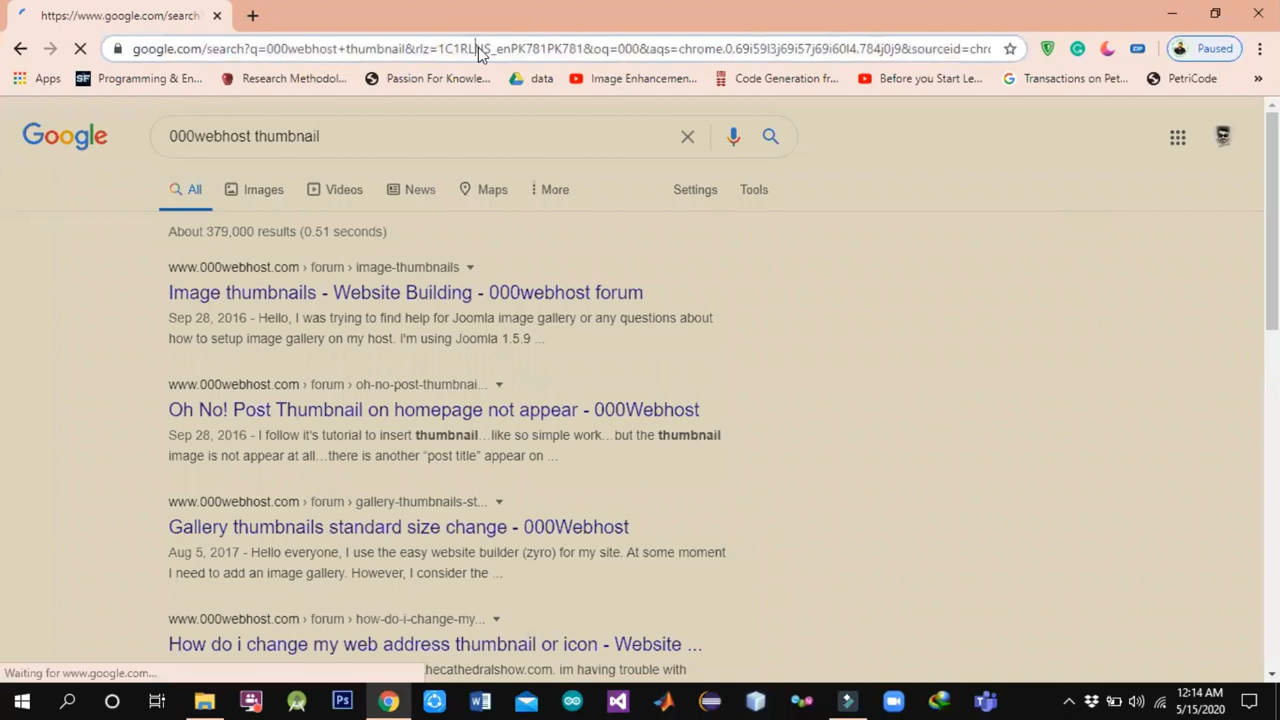 https://www.google.com/search?
google.com/search?q=000webhost+thumbnail&rlz=1C1RL_enPK781PK781&oq=000&aqs=chrome.0.69i59l3j69i57j69i60l4.784j0j9&sourceid=chrc
Paused
Apps
SF Programming & En...
Research Methodol...
Passion For Knowle...
data
Image Enhancemen...
Code Generation fr...
Before you Start Le...
Transactions on Pet...
PetriCode
Google
000webhost thumbnail
All Images Videos News Maps More Settings Tools
About 379,000 results (0.51 seconds)
www.000webhost.com › forum › image-thumbnails
Image thumbnails - Website Building - 000webhost forum
Sep 28, 2016 - Hello, I was trying to find help for Joomla image gallery or any questions about
how to setup image gallery on my host. I'm using Joomla 1.5.9 ...
www.000webhost.com › forum › oh-no-post-thumbnai...
Oh No! Post Thumbnail on homepage not appear - 000Webhost
Sep 28, 2016 - I follow it's tutorial to insert thumbnail…like so simple work…but the thumbnail
image is not appear at all…there is another “post title” appear on ...
www.000webhost.com › forum › gallery-thumbnails-st...
Gallery thumbnails standard size change - 000Webhost
Aug 5, 2017 - Hello everyone, I use the easy website builder (zyro) for my site. At some moment
I need to add an image gallery. However, I consider the ...
www.000webhost.com › forum › how-do-i-change-my...
How do i change my web address thumbnail or icon - Website ...
thecathedralshow.com. im having trouble with
Waiting for www.google.com...
Ps
12:14 AM
5/15/2020